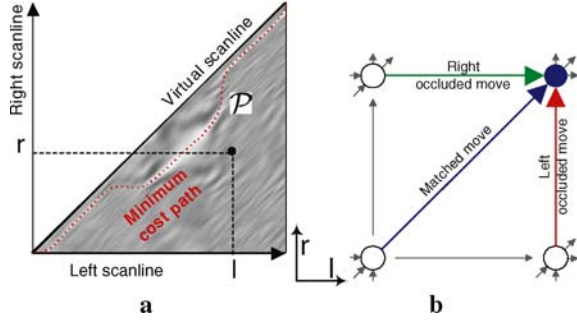 Right scanline
Virtual scanline
P
r
Minimum
cost path
l
Left scanline
r
l
a
Right
occluded move
Matched move
Left
occluded move
b